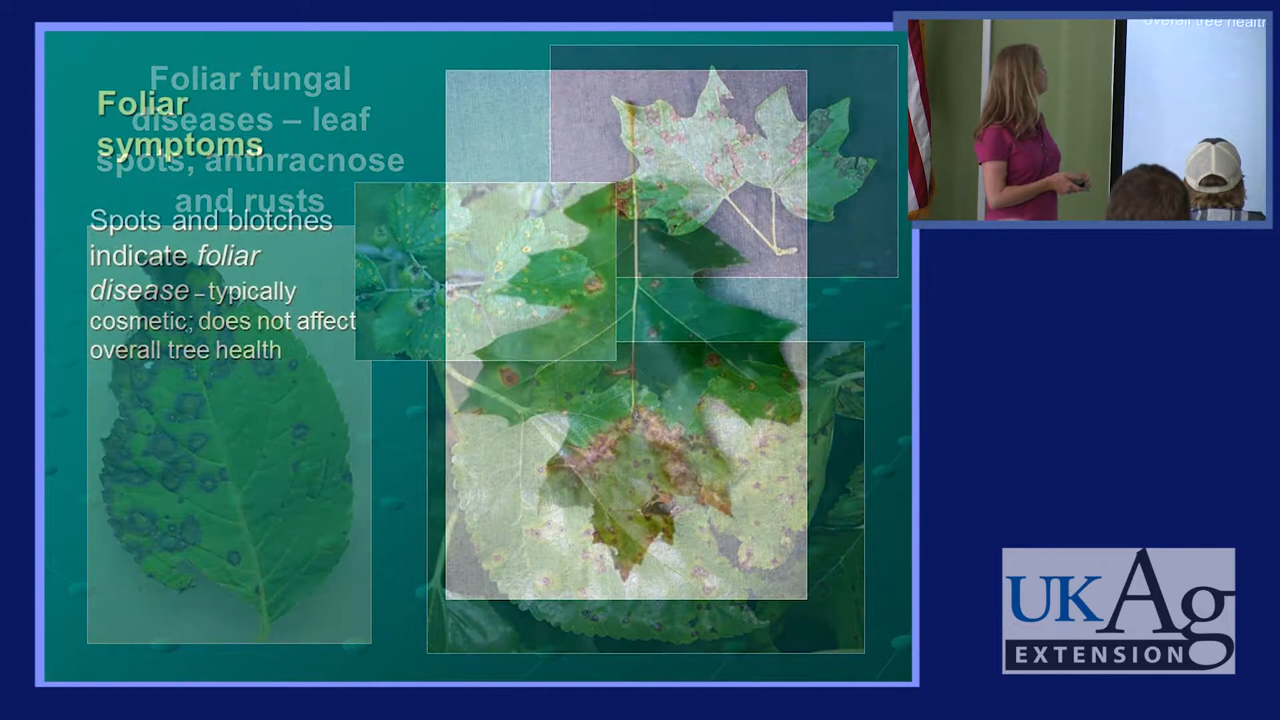 Foliar fungal
diseases – leaf
spots, anthracnose
and rusts
Foliar
symptoms
Spots and blotches
indicate foliar
disease – typically
cosmetic; does not affect
overall tree health
overall tree health
UKAg
EXTENSION